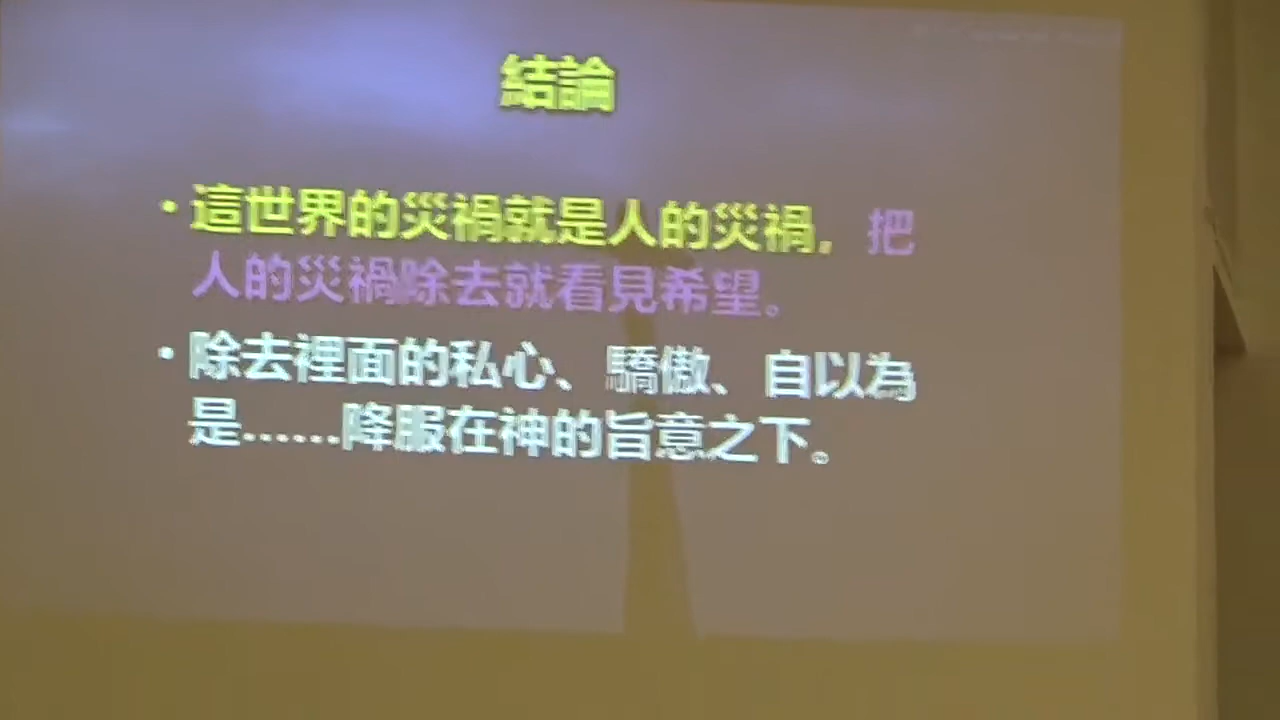 結論
•這世界的災禍就是人的災禍，把
人的災禍除去就看見希望。
•除去裡面的私心、驕傲、自以為
是……降服在神的旨意之下。